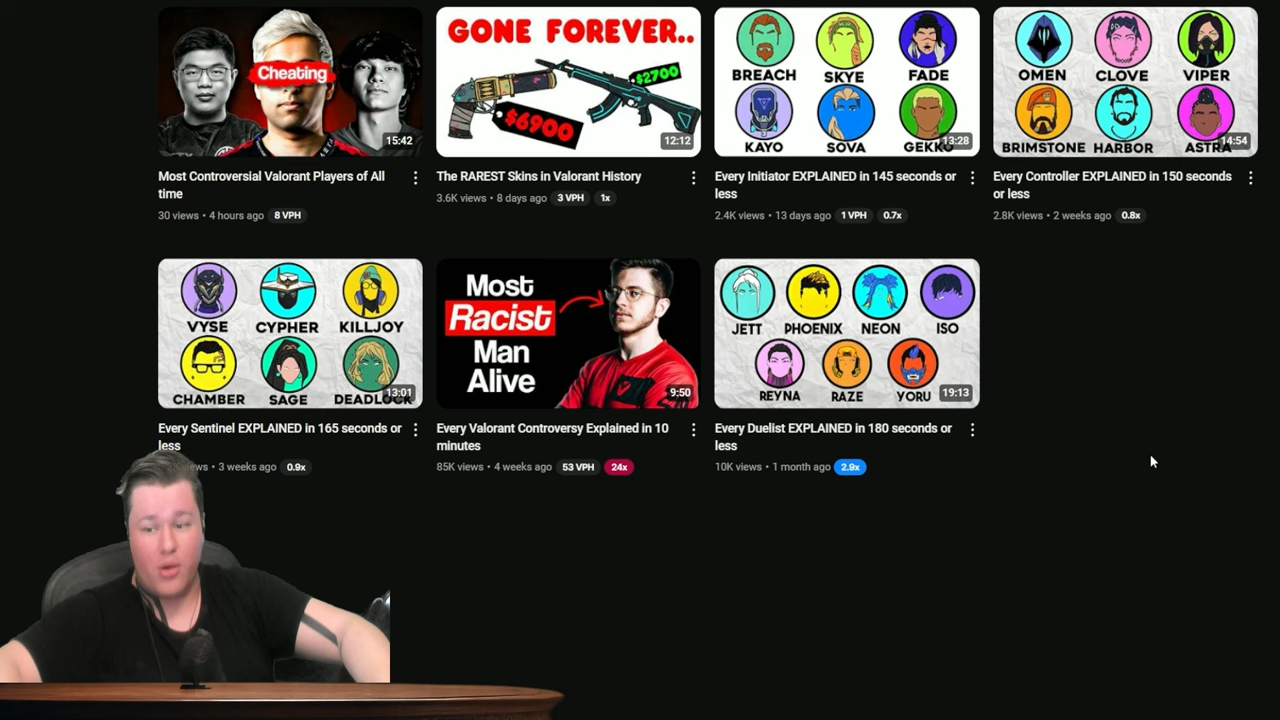 Cheating
15:42
Most Controversial Valorant Players of All
time
30 views • 4 hours ago 8 VPH
GONE FOREVER..
$2700
$6900
12:12
The RAREST Skins in Valorant History
3.6K views • 8 days ago 3 VPH 1x
BREACH SKYE FADE
KAYO SOVA GEKKO
13:28
Every Initiator EXPLAINED in 145 seconds or
less
2.4K views • 13 days ago 1 VPH 0.7x
OMEN CLOVE VIPER
BRIMSTONE HARBOR ASTRA
14:54
Every Controller EXPLAINED in 150 seconds
or less
2.8K views • 2 weeks ago 0.8x
VYSE CYPHER KILLJOY
CHAMBER SAGE DEADLOCK
13:01
Every Sentinel EXPLAINED in 165 seconds or
less
views • 3 weeks ago 0.9x
Most
Racist
Man
Alive
9:50
Every Valorant Controversy Explained in 10
minutes
85K views • 4 weeks ago 53 VPH 24x
JETT PHOENIX NEON ISO
REYNA RAZE YORU
19:13
Every Duelist EXPLAINED in 180 seconds or
less
10K views • 1 month ago 2.9x